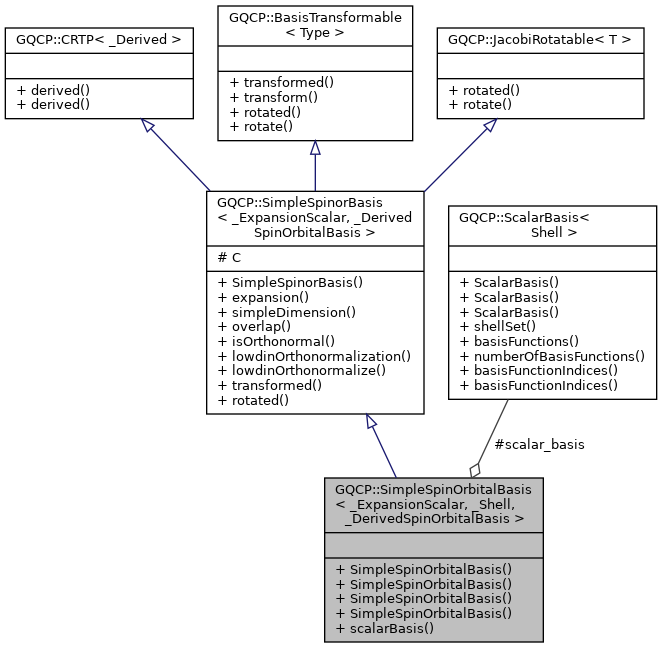 GQCP::CRTP< _Derived >
+ derived()
+ derived()
GQCP::BasisTransformable
< Type >
+ transformed()
+ transform()
+ rotated()
+ rotate()
GQCP::JacobiRotatable< T >
+ rotated()
+ rotate()
GQCP::SimpleSpinorBasis
< _ExpansionScalar, _Derived
SpinOrbitalBasis >
# C
+ SimpleSpinorBasis()
+ expansion()
+ simpleDimension()
+ overlap()
+ isOrthonormal()
+ lowdinOrthonormalization()
+ lowdinOrthonormalize()
+ transformed()
+ rotated()
GQCP::ScalarBasis<
Shell >
+ ScalarBasis()
+ ScalarBasis()
+ ScalarBasis()
+ shellSet()
+ basisFunctions()
+ numberOfBasisFunctions()
+ basisFunctionIndices()
+ basisFunctionIndices()
#scalar_basis
GQCP::SimpleSpinOrbitalBasis
< _ExpansionScalar, _Shell,
_DerivedSpinOrbitalBasis >
+ SimpleSpinOrbitalBasis()
+ SimpleSpinOrbitalBasis()
+ SimpleSpinOrbitalBasis()
+ SimpleSpinOrbitalBasis()
+ scalarBasis()